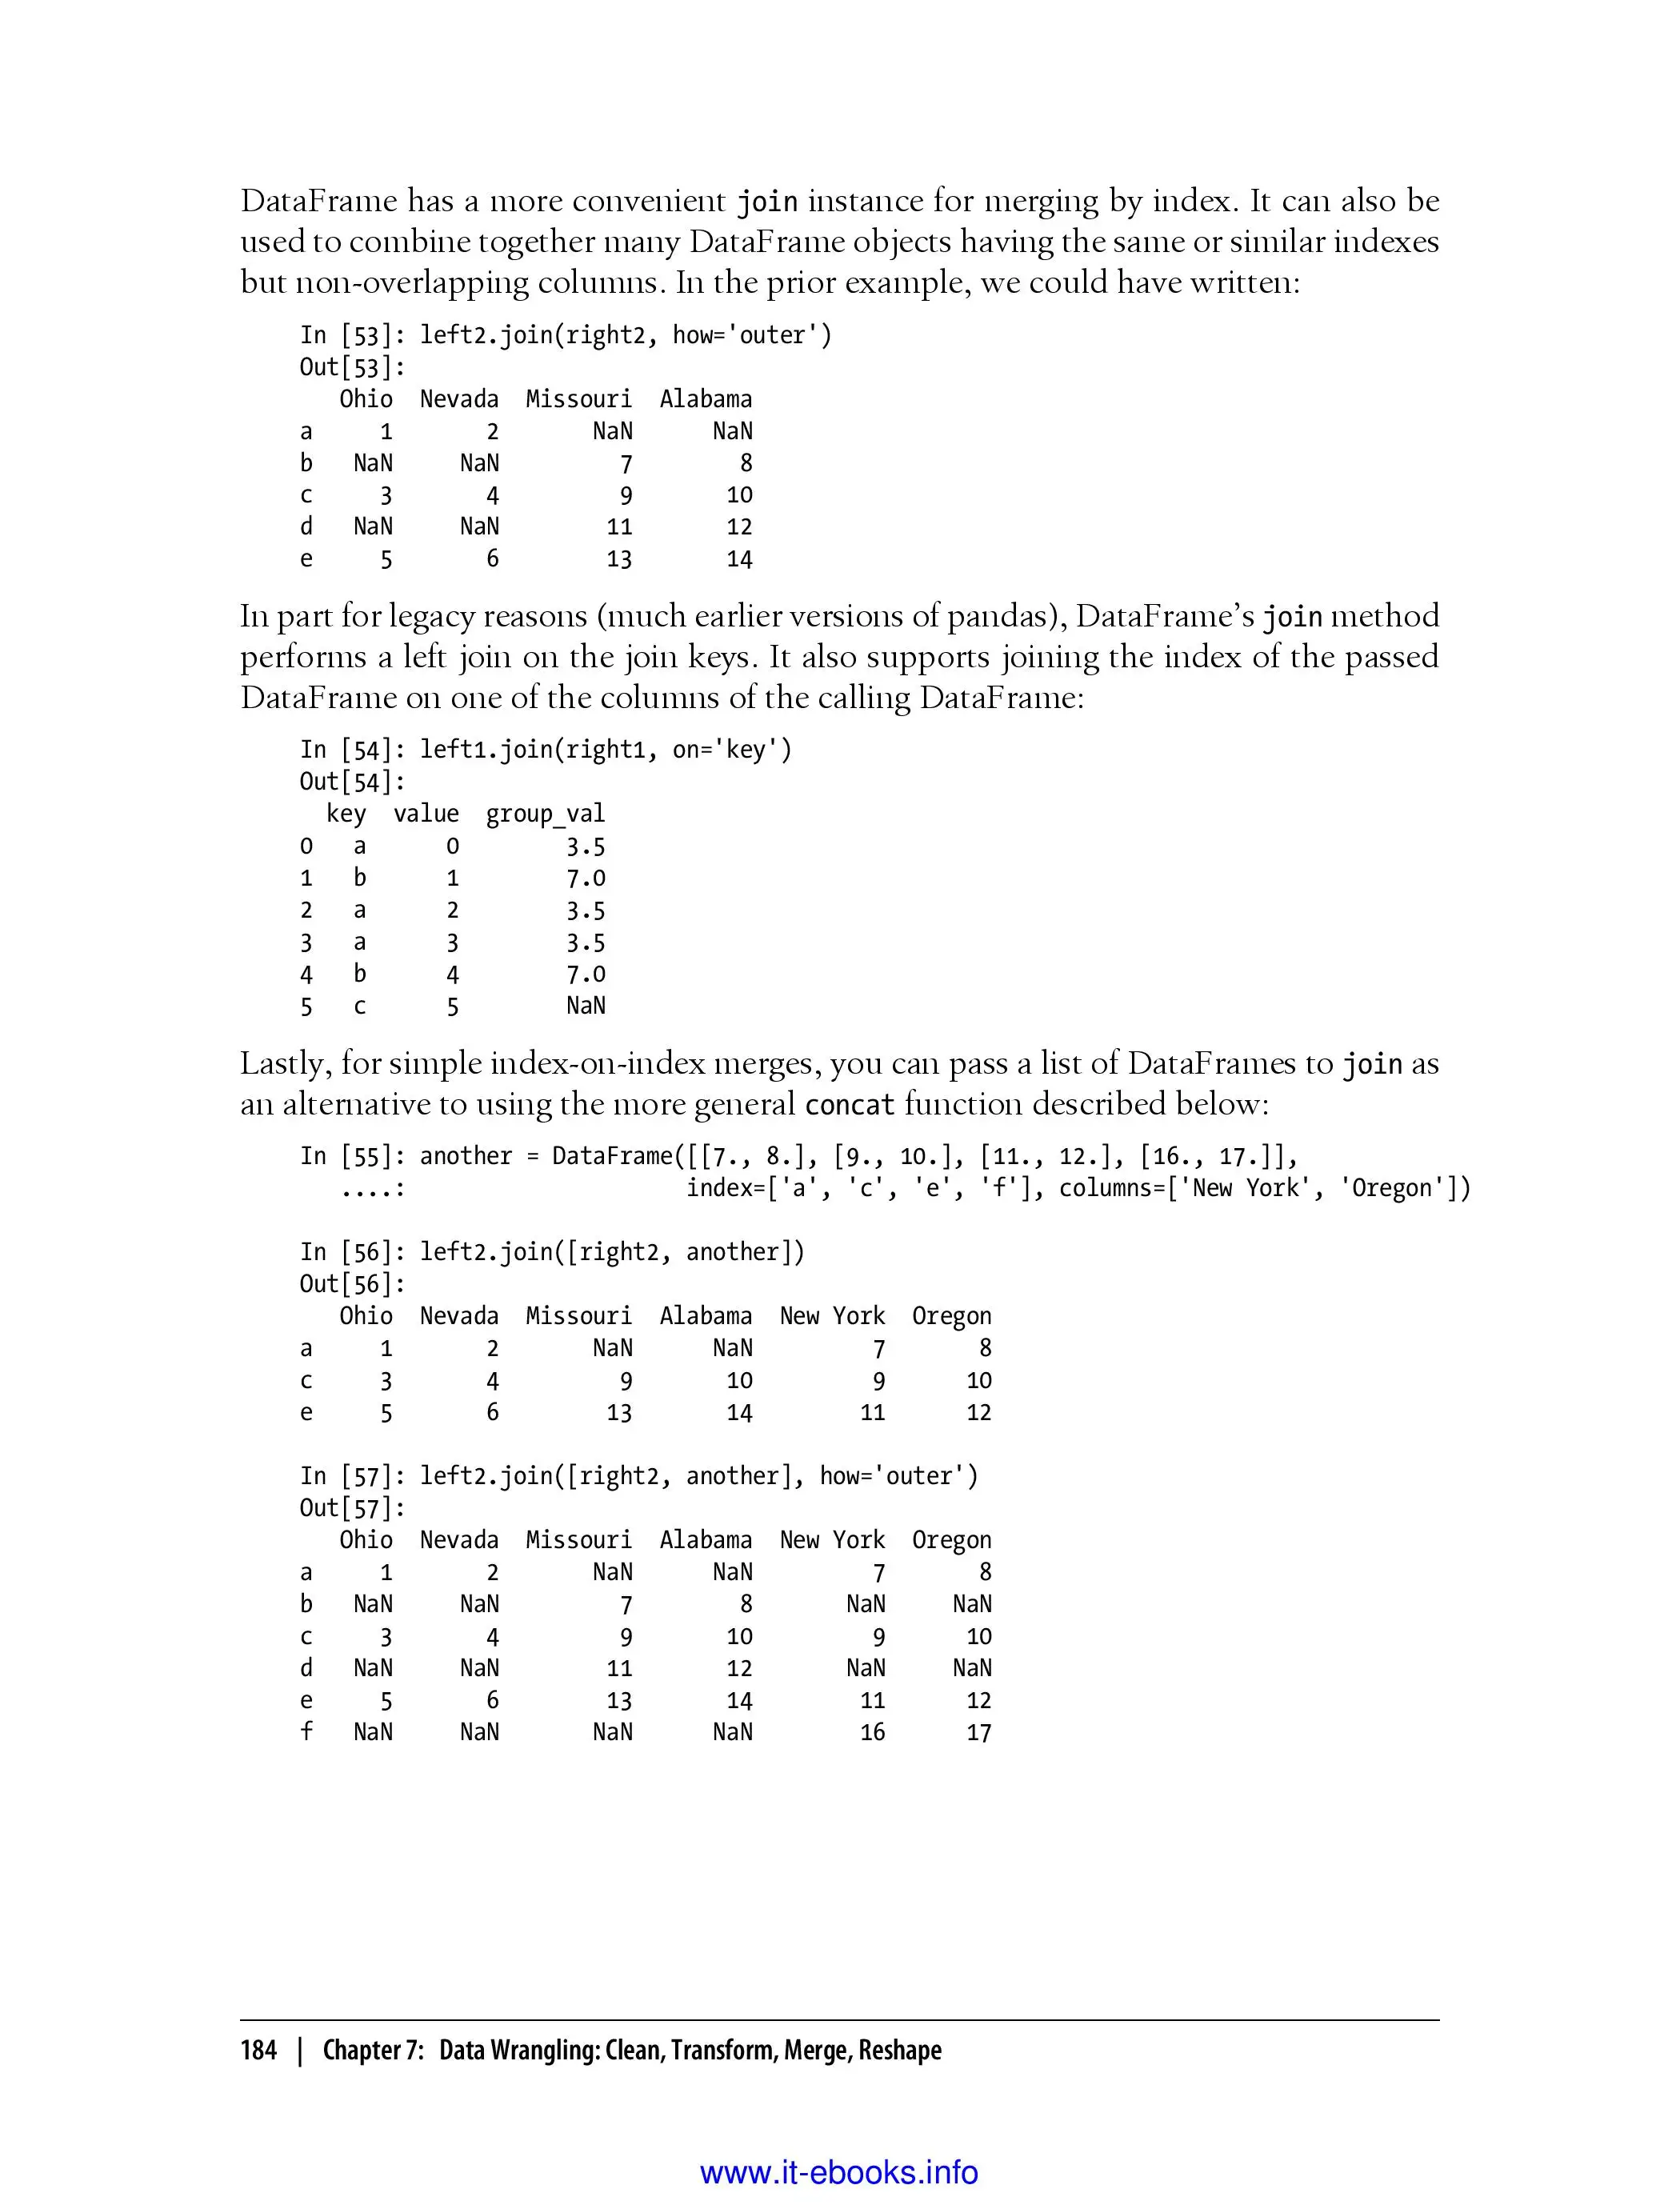 DataFrame has a more convenient join instance for merging by index. It can also be
used to combine together many DataFrame objects having the same or similar indexes
but non-overlapping columns. In the prior example, we could have written:
In [53]: left2.join(right2, how='outer')
Out[53]:
   Ohio  Nevada  Missouri  Alabama
a     1       2       NaN      NaN
b   NaN     NaN         7        8
c     3       4         9       10
d   NaN     NaN        11       12
e     5       6        13       14
In part for legacy reasons (much earlier versions of pandas), DataFrame’s join method
performs a left join on the join keys. It also supports joining the index of the passed
DataFrame on one of the columns of the calling DataFrame:
In [54]: left1.join(right1, on='key')
Out[54]:
  key  value  group_val
0   a      0        3.5
1   b      1        7.0
2   a      2        3.5
3   a      3        3.5
4   b      4        7.0
5   c      5        NaN
Lastly, for simple index-on-index merges, you can pass a list of DataFrames to join as
an alternative to using the more general concat function described below:
In [55]: another = DataFrame([[7., 8.], [9., 10.], [11., 12.], [16., 17.]],
   ....:                     index=['a', 'c', 'e', 'f'], columns=['New York', 'Oregon'])
In [56]: left2.join([right2, another])
Out[56]:
   Ohio  Nevada  Missouri  Alabama  New York  Oregon
a     1       2       NaN      NaN         7       8
c     3       4         9       10         9      10
e     5       6        13       14        11      12
In [57]: left2.join([right2, another], how='outer')
Out[57]:
   Ohio  Nevada  Missouri  Alabama  New York  Oregon
a     1       2       NaN      NaN         7       8
b   NaN     NaN         7        8       NaN     NaN
c     3       4         9       10         9      10
d   NaN     NaN        11       12       NaN     NaN
e     5       6        13       14        11      12
f   NaN     NaN       NaN      NaN        16      17
184 | Chapter 7: Data Wrangling: Clean, Transform, Merge, Reshape
www.it-ebooks.info